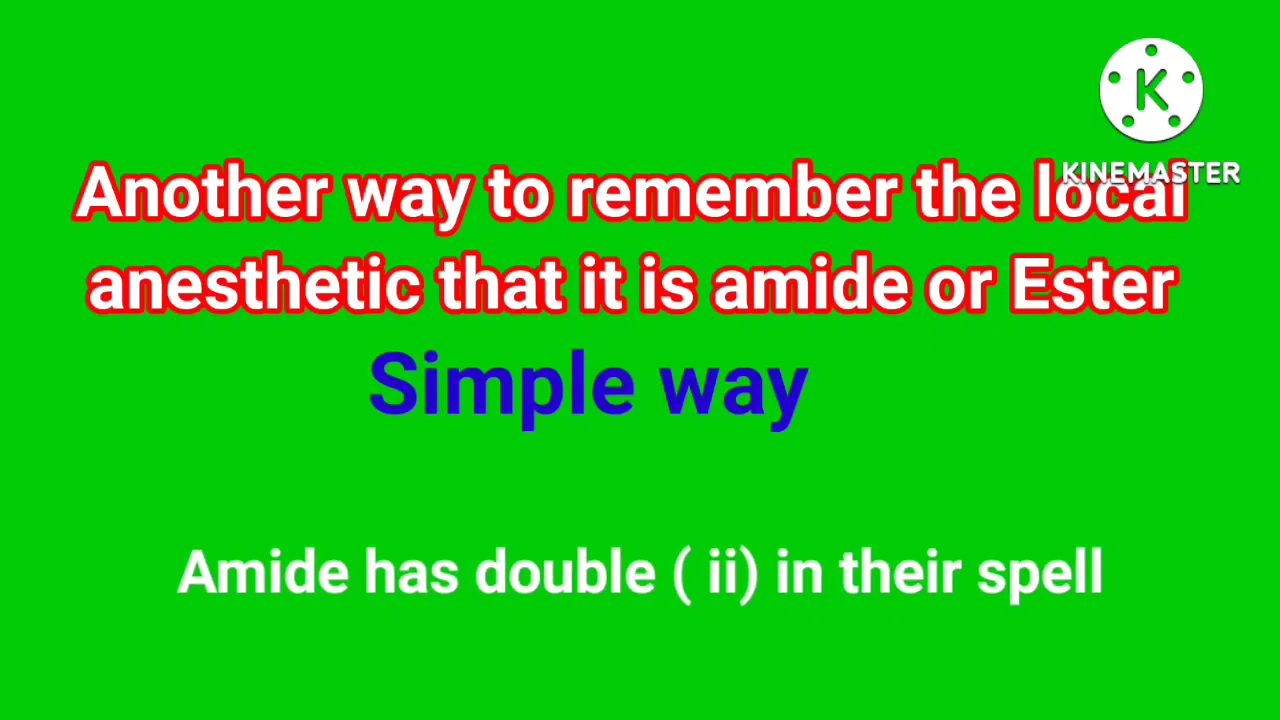 KINEMASTER
Another way to remember the local
anesthetic that it is amide or Ester
Simple way
Amide has double ( ii) in their spell